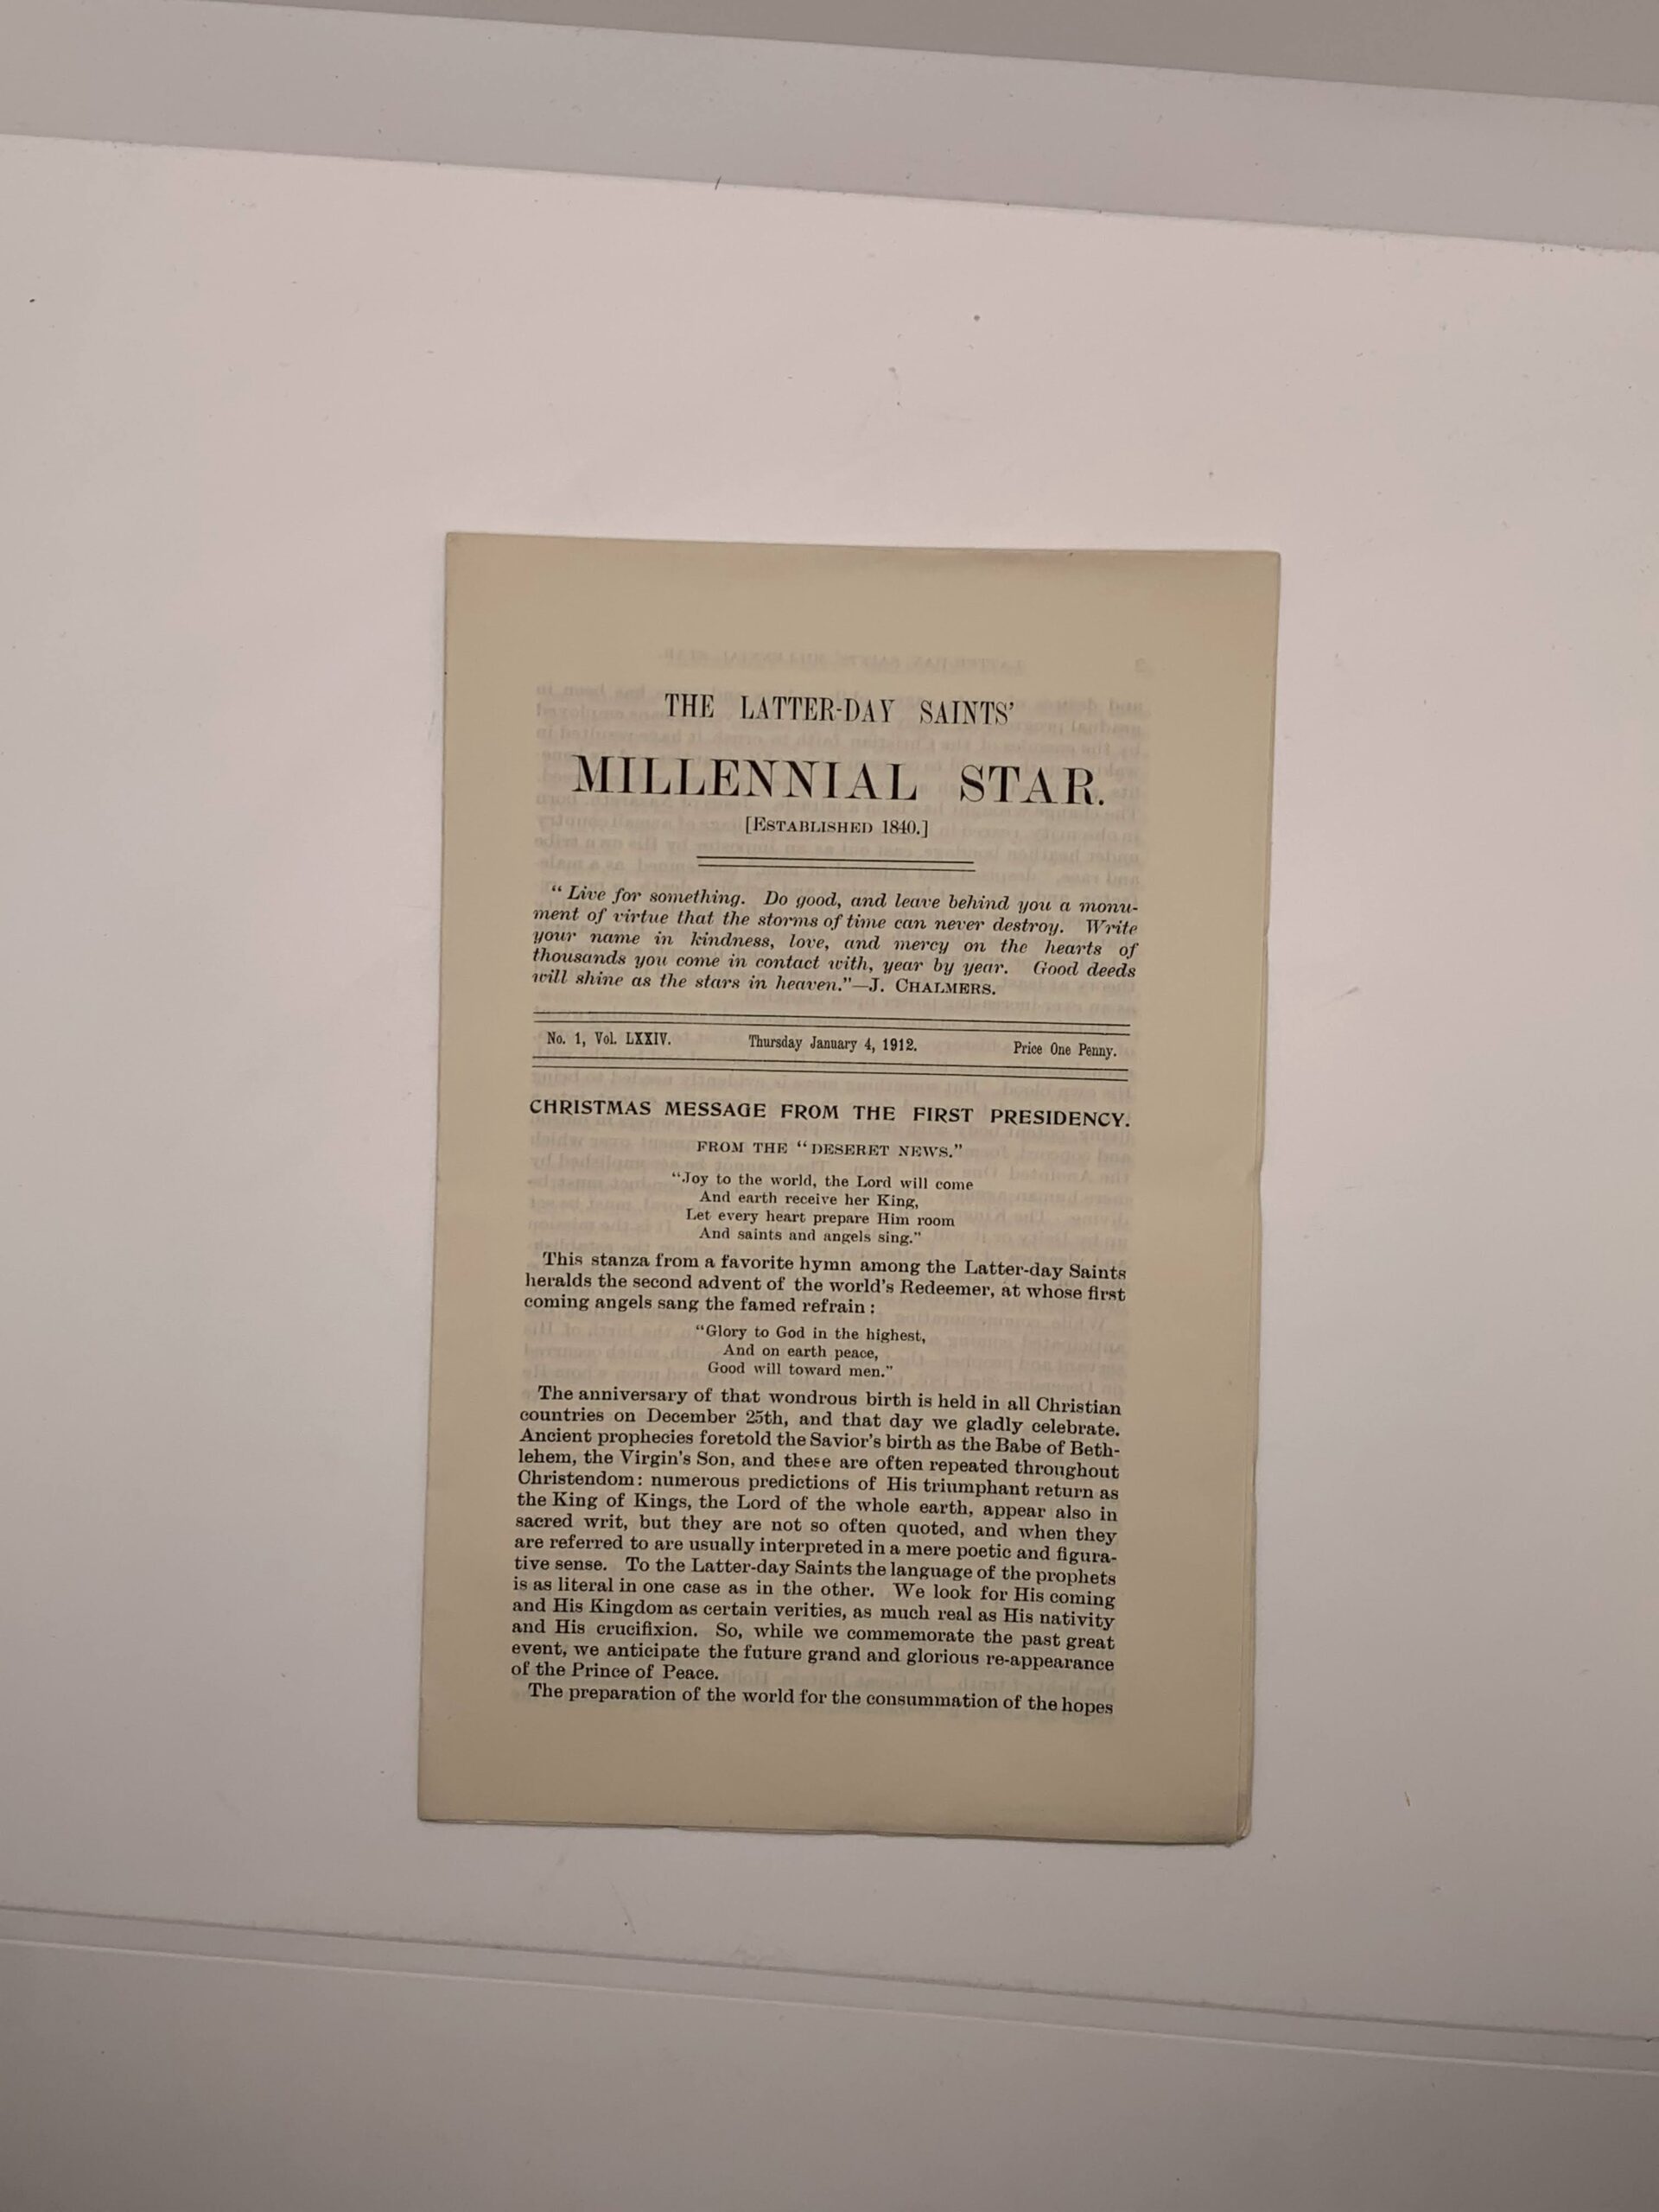 THE LATTER-DAY SAINTS'
MILLENNIAL STAR.
[ESTABLISHED 1840.]
"Live for something. Do good, and leave behind you a monu-
ment of virtue that the storms of time can never destroy. Write
your name in kindness, love, and mercy on the hearts of
thousands you come in contact with, year by year. Good deeds
will shine as the stars in heaven."—J. CHALMERS.
No. 1, Vol. LXXIV. Thursday January 4, 1912. Price One Penny.
CHRISTMAS MESSAGE FROM THE FIRST PRESIDENCY.
FROM THE "DESERET NEWS."
"Joy to the world, the Lord will come
And earth receive her King,
Let every heart prepare Him room
And saints and angels sing."
This stanza from a favorite hymn among the Latter-day Saints
heralds the second advent of the world's Redeemer, at whose first
coming angels sang the famed refrain:
"Glory to God in the highest,
And on earth peace,
Good will toward men."
The anniversary of that wondrous birth is held in all Christian
countries on December 25th, and that day we gladly celebrate.
Ancient prophecies foretold the Savior's birth as the Babe of Beth-
lehem, the Virgin's Son, and these are often repeated throughout
Christendom: numerous predictions of His triumphant return as
the King of Kings, the Lord of the whole earth, appear also in
sacred writ, but they are not so often quoted, and when they
are referred to are usually interpreted in a mere poetic and figura-
tive sense. To the Latter-day Saints the language of the prophets
is as literal in one case as in the other. We look for His coming
and His Kingdom as certain verities, as much real as His nativity
and His crucifixion. So, while we commemorate the past great
event, we anticipate the future grand and glorious re-appearance
of the Prince of Peace.
The preparation of the world for the consummation of the hopes